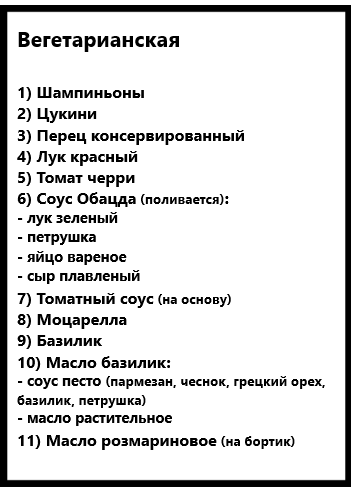 Вегетарианская
1) Шампиньоны
2) Цукини
3) Перец консервированный
4) Лук красный
5) Томат черри
6) Соус Обацда (поливается):
- лук зеленый
- петрушка
- яйцо вареное
- сыр плавленый
7) Томатный соус (на основу)
8) Моцарелла
9) Базилик
10) Масло базилик:
- соус песто (пармезан, чеснок, грецкий орех,
базилик, петрушка)
- масло растительное
11) Масло розмариновое (на бортик)